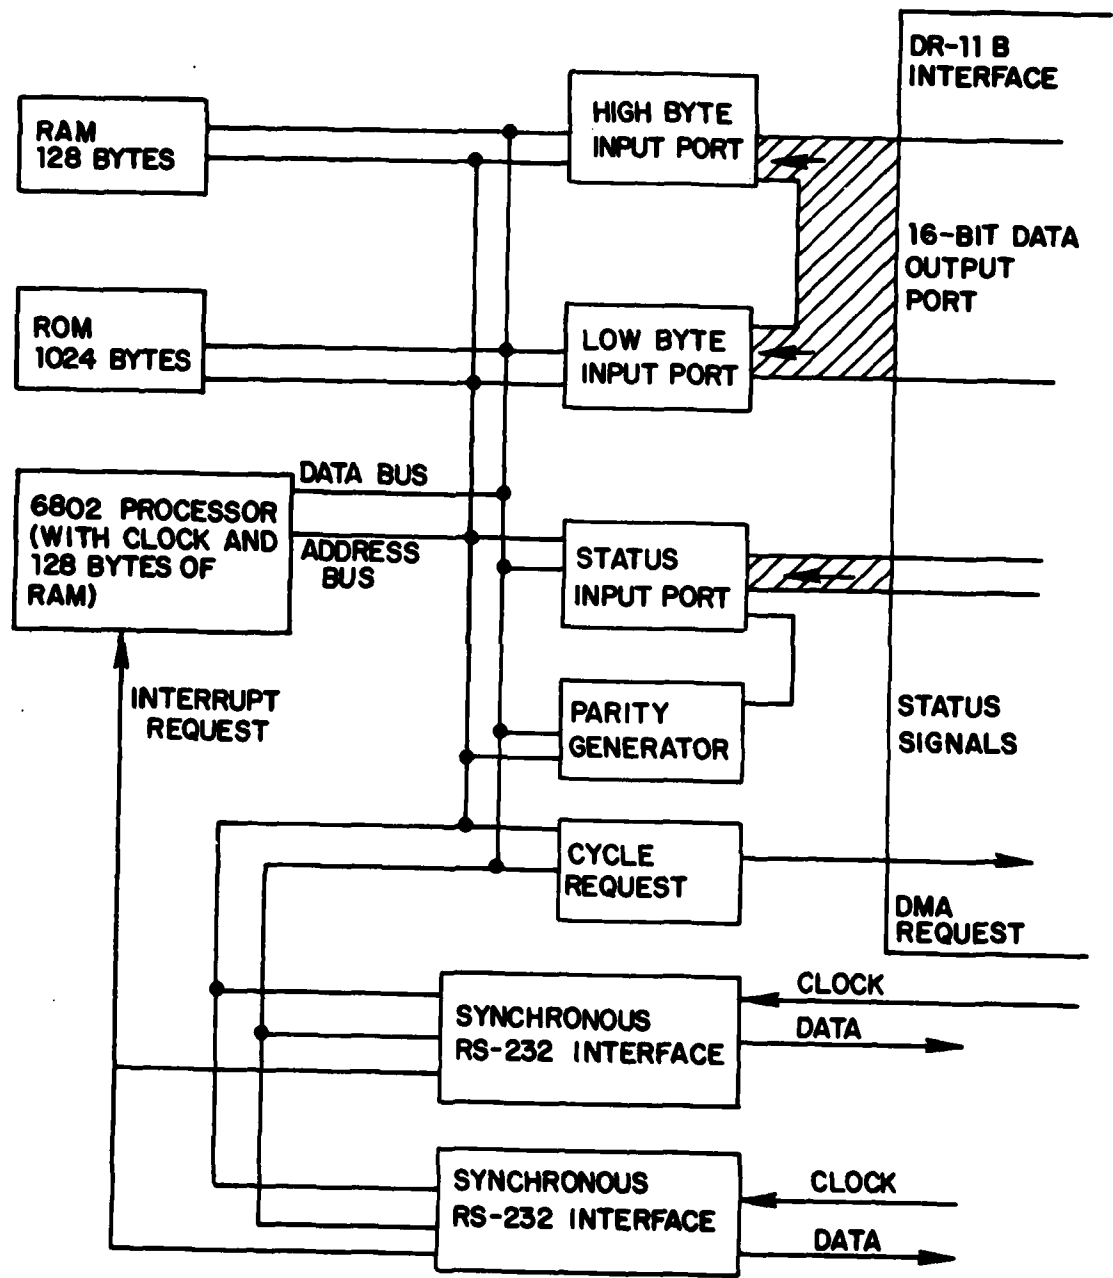 DR-11 B
INTERFACE
HIGH BYTE
INPUT PORT
RAM
128 BYTES
16-BIT DATA
OUTPUT
PORT
ROM
1024 BYTES
LOW BYTE
INPUT PORT
DATA BUS
6802 PROCESSOR
(WITH CLOCK AND
128 BYTES OF
RAM)
ADDRESS
BUS
STATUS
INPUT PORT
INTERRUPT
REQUEST
PARITY
GENERATOR
STATUS
SIGNALS
CYCLE
REQUEST
DMA
REQUEST
SYNCHRONOUS
RS-232 INTERFACE
CLOCK
DATA
SYNCHRONOUS
RS-232 INTERFACE
CLOCK
DATA